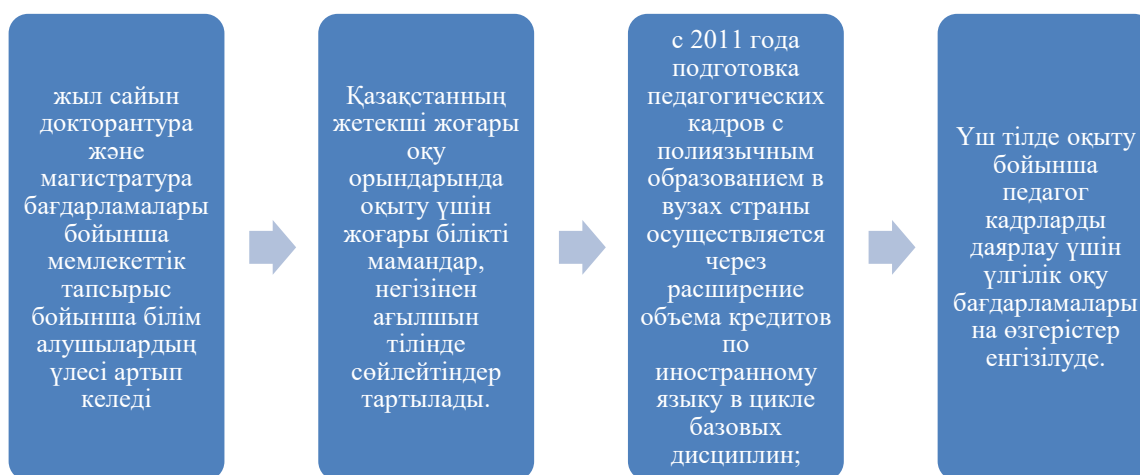 жыл сайын
докторантура
және
магистратура
бағдарламалары
бойынша
мемлекеттік
тапсырыс
бойынша білім
алушылардың
үлесі артып
келеді
Қазақстанның
жетекші жоғары
оқу
орындарында
оқыту үшін
жоғары білікті
мамандар,
негізінен
ағылшын
тілінде
сөйлейтіндер
тартылады.
с 2011 года
подготовка
педагогических
кадров с
полиязычным
образованием в
вузах страны
осуществляется
через
расширение
объема кредитов
по
иностранному
языку в цикле
базовых
дисциплин;
Үш тілде оқыту
бойынша
педагог
кадрларды
даярлау үшін
үлгілік оқу
бағдарламалары
на өзгерістер
енгізілуде.